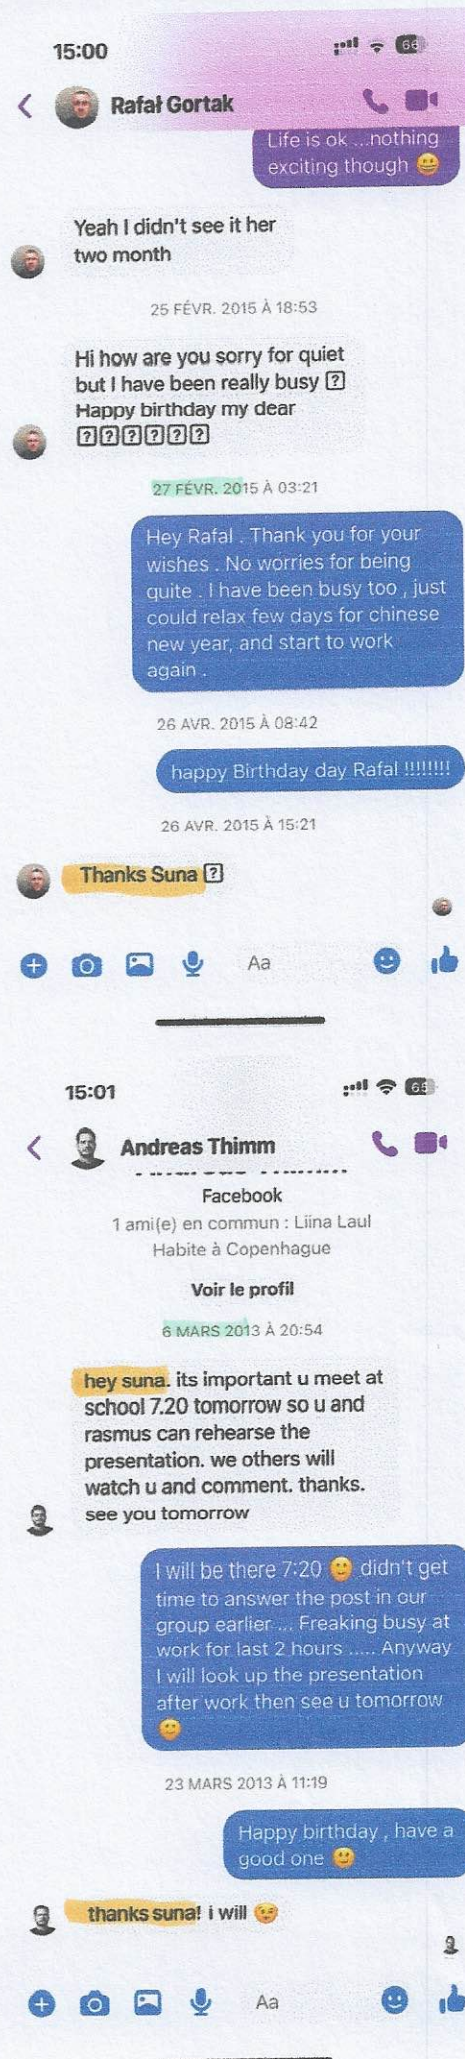 15:00
66
Rafał Gortak
Life is ok ...nothing
exciting though 😃
Yeah I didn't see it her
two month
25 FÉVR. 2015 À 18:53
Hi how are you sorry for quiet
but I have been really busy ⍰
Happy birthday my dear
⍰⍰⍰⍰⍰⍰
27 FÉVR. 2015 À 03:21
Hey Rafal . Thank you for your
wishes . No worries for being
quite . I have been busy too , just
could relax few days for chinese
new year, and start to work
again .
26 AVR. 2015 À 08:42
happy Birthday day Rafal !!!!!!!!
26 AVR. 2015 À 15:21
Thanks Suna ⍰
Aa
15:01
65
Andreas Thimm
Facebook
1 ami(e) en commun : Liina Laul
Habite à Copenhague
Voir le profil
6 MARS 2013 À 20:54
hey suna. its important u meet at
school 7.20 tomorrow so u and
rasmus can rehearse the
presentation. we others will
watch u and comment. thanks.
see you tomorrow
I will be there 7:20 🙂 didn't get
time to answer the post in our
group earlier ... Freaking busy at
work for last 2 hours ..... Anyway
I will look up the presentation
after work then see u tomorrow
🙂
23 MARS 2013 À 11:19
Happy birthday , have a
good one 🙂
thanks suna! i will 😉
Aa